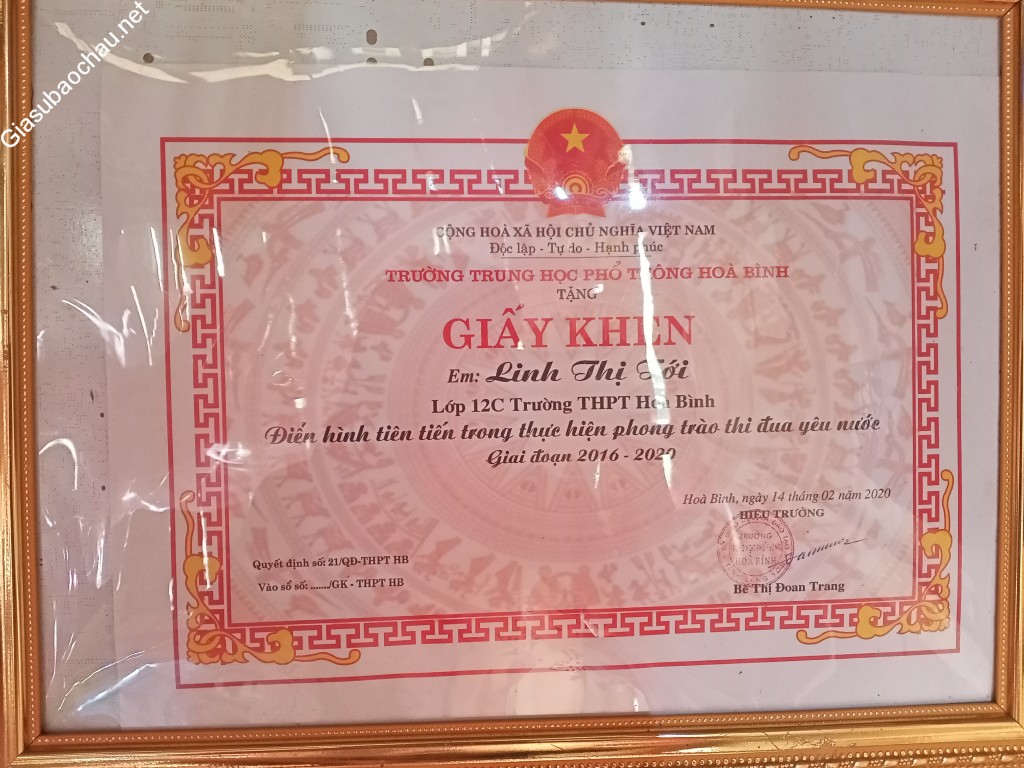 Giasubaochau.net
CỘNG HOÀ XÃ HỘI CHỦ NGHĨA VIỆT NAM
Độc lập - Tự do - Hạnh phúc
TRƯỜNG TRUNG HỌC PHỔ THÔNG HOÀ BÌNH
TẶNG
GIẤY KHEN
Em: Linh Thị Tới
Lớp 12C Trường THPT Hoà Bình
Điển hình tiên tiến trong thực hiện phong trào thi đua yêu nước
Giai đoạn 2016 - 2020
Hoà Bình, ngày 14 tháng 02 năm 2020
HIỆU TRƯỞNG
TRƯỜNG
HOÀ BÌNH
Quyết định số: 21/QĐ-THPT HB
Vào sổ số: ....../GK - THPT HB
Bế Thị Đoan Trang